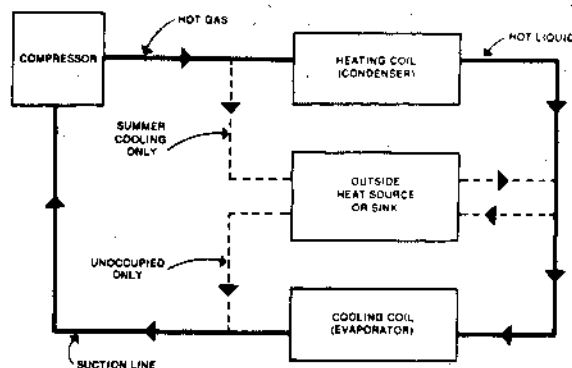 HOT GAS
HOT LIQUID
COMPRESSOR
HEATING COIL
(CONDENSER)
SUMMER
COOLING
ONLY
OUTSIDE
HEAT SOURCE
OR SINK
UNOCCUPIED
ONLY
COOLING COIL
(EVAPORATOR)
SUCTION LINE